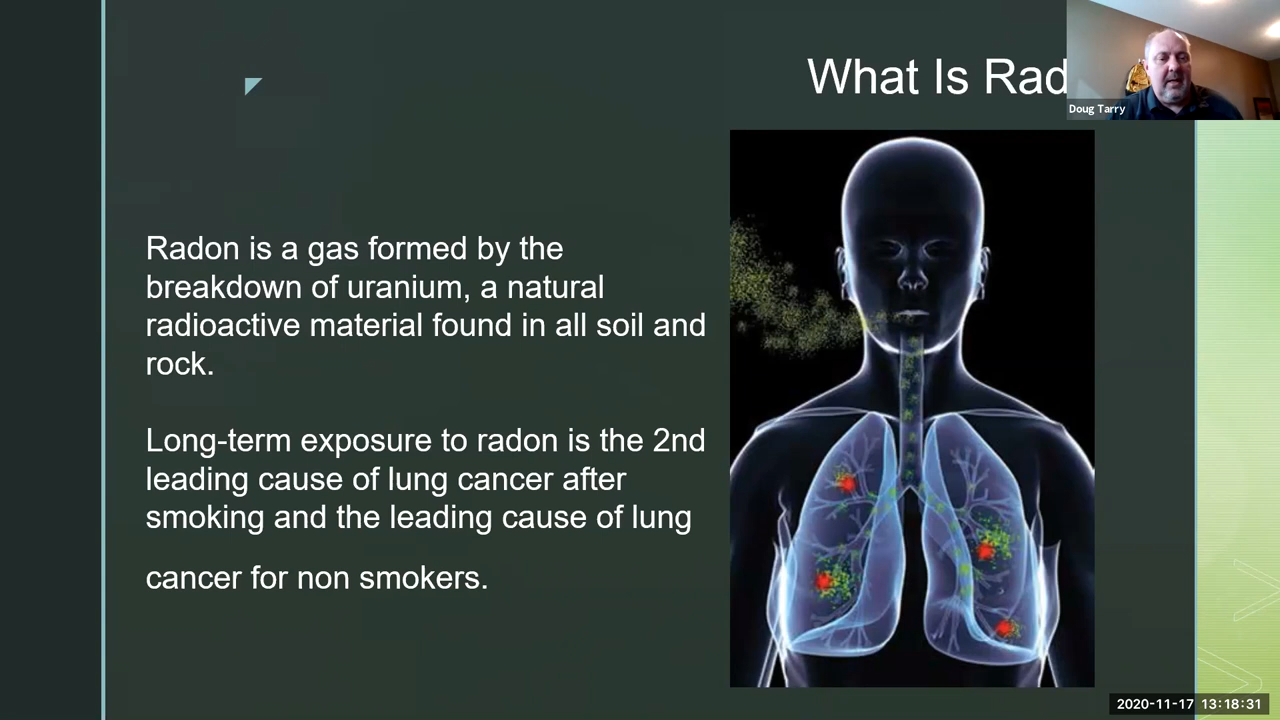 What Is Rad
Doug Tarry
Radon is a gas formed by the
breakdown of uranium, a natural
radioactive material found in all soil and
rock.
Long-term exposure to radon is the 2nd
leading cause of lung cancer after
smoking and the leading cause of lung
cancer for non smokers.
2020-11-17 13:18:31